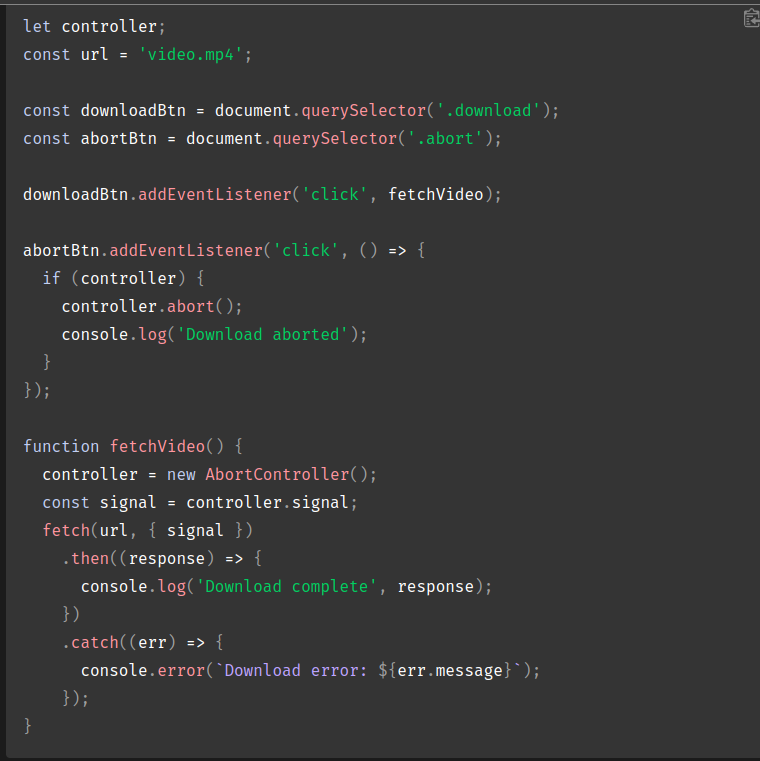 let controller;
const url = 'video.mp4';

const downloadBtn = document.querySelector('.download');
const abortBtn = document.querySelector('.abort');

downloadBtn.addEventListener('click', fetchVideo);

abortBtn.addEventListener('click', () => {
  if (controller) {
    controller.abort();
    console.log('Download aborted');
  }
});

function fetchVideo() {
  controller = new AbortController();
  const signal = controller.signal;
  fetch(url, { signal })
    .then((response) => {
      console.log('Download complete', response);
    })
    .catch((err) => {
      console.error(`Download error: ${err.message}`);
    });
}